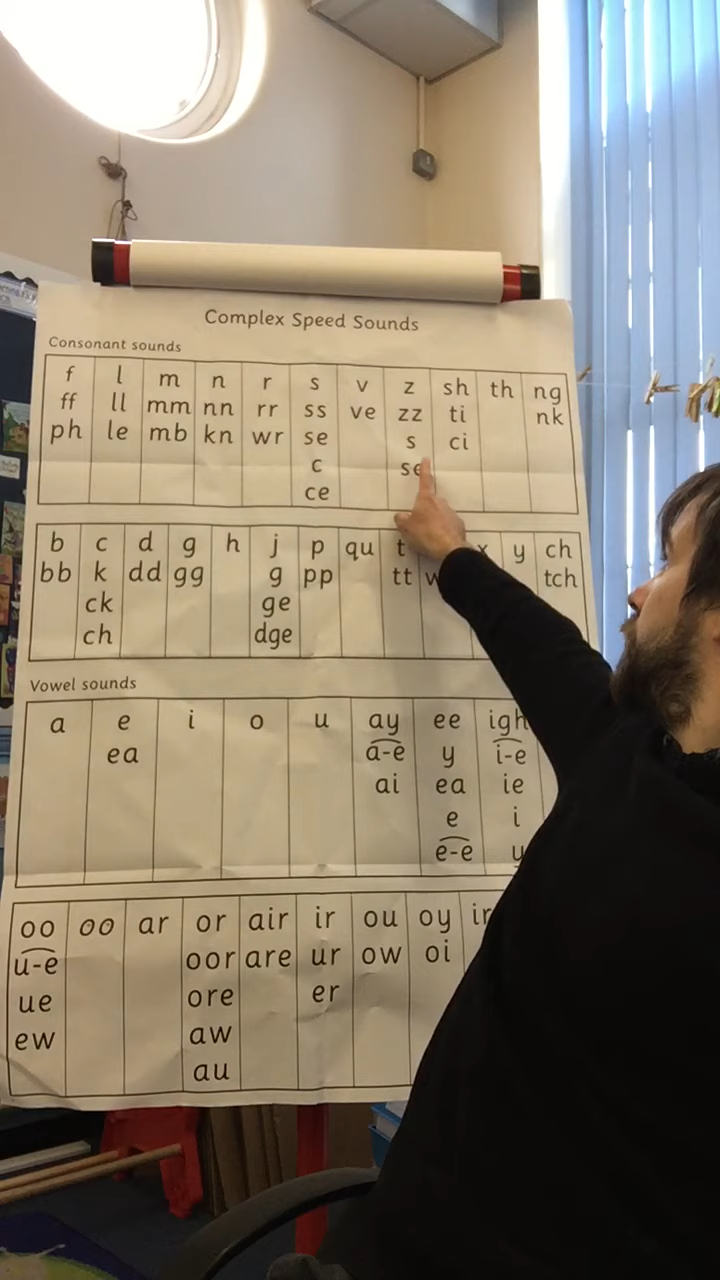 Complex Speed Sounds
Consonant sounds
f l m n r s v z sh th ng
ff ll mm nn rr ss ve zz ti nk
ph le mb kn wr se s ci
c se
ce
b c d g h j p qu t x y ch
bb k dd gg g pp tt w tch
ck ge
ch dge
Vowel sounds
a e i o u ay ee igh
ea a-e y i-e
ai ea ie
e i
e-e y
oo oo ar or air ir ou oy ir
u-e oor are ur ow oi
ue ore er
ew aw
au